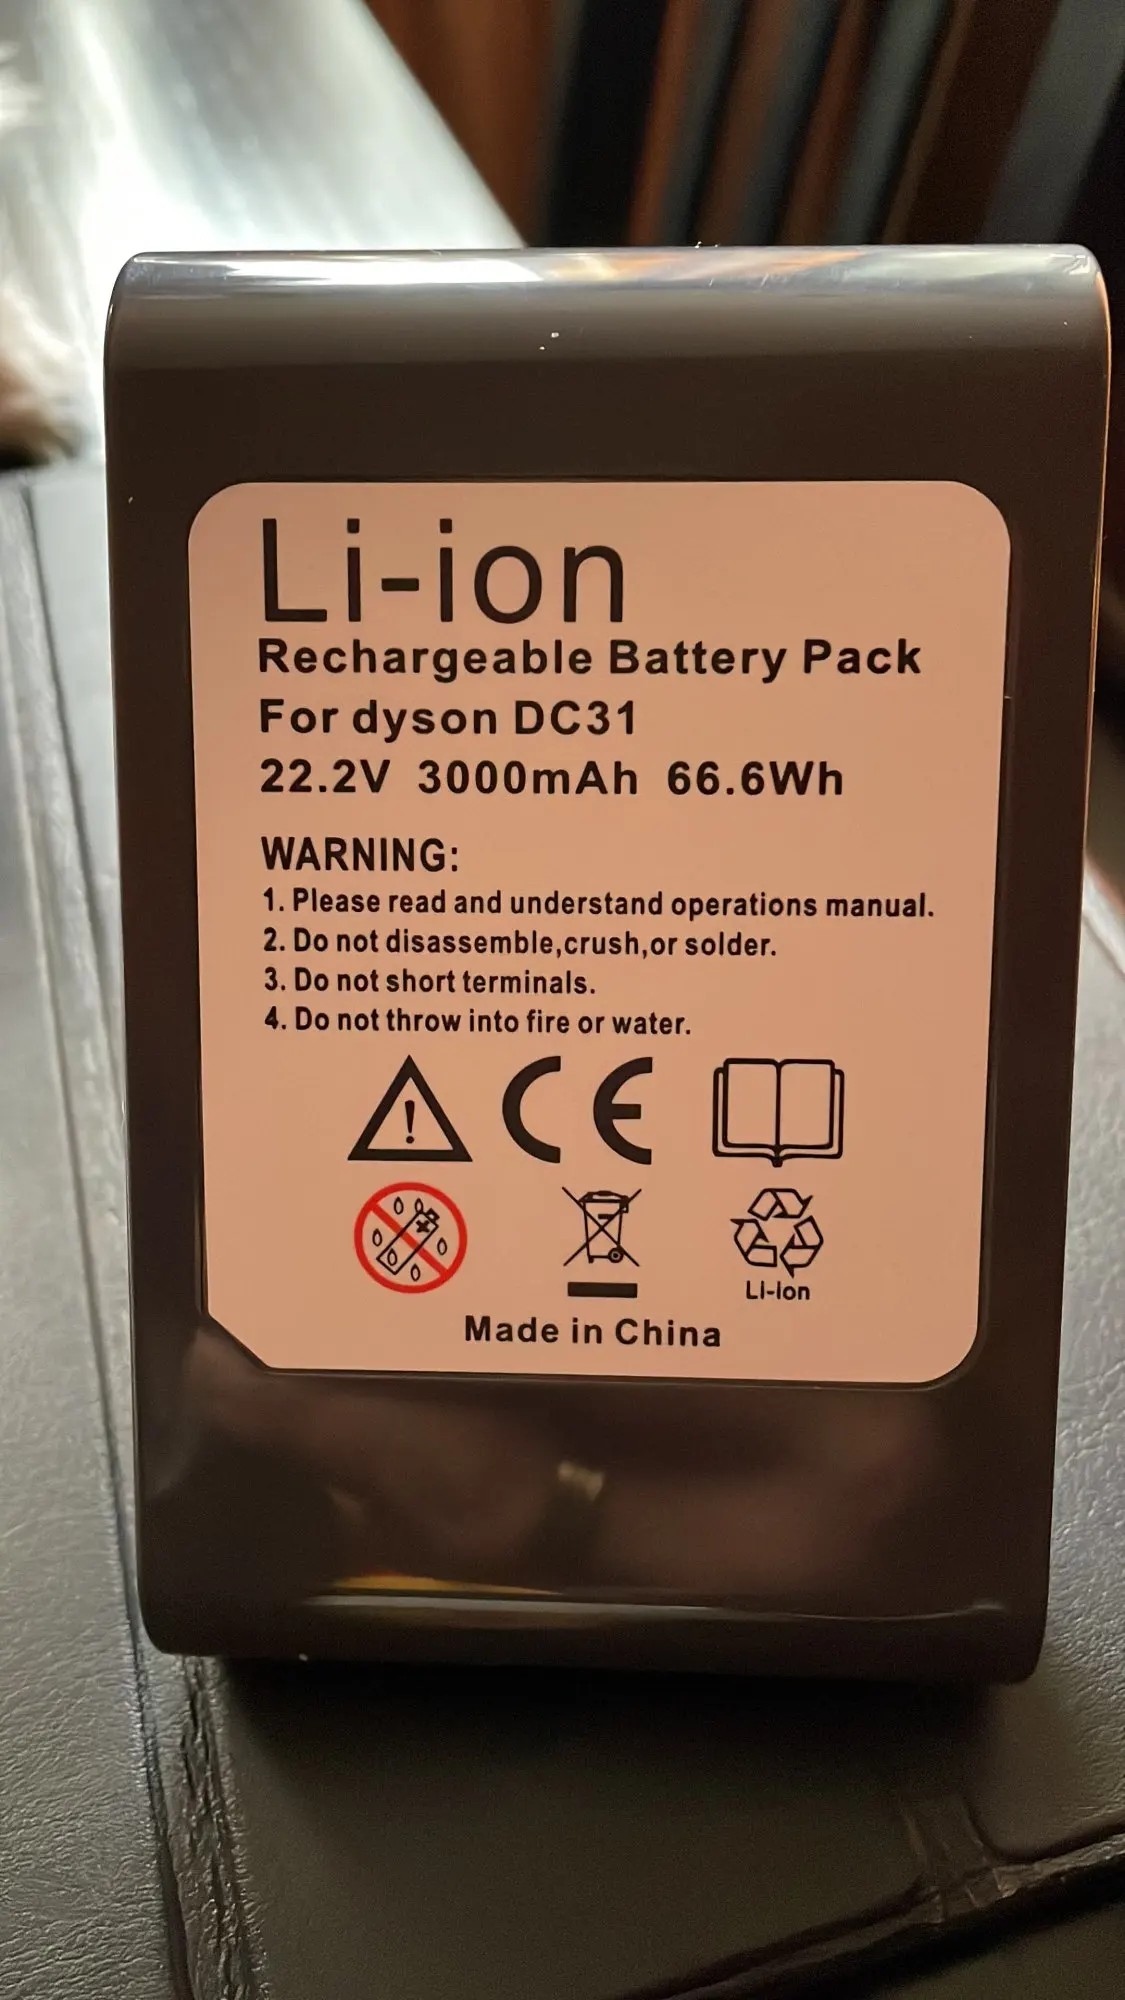 Li-ion
Rechargeable Battery Pack
For dyson DC31
22.2V 3000mAh 66.6Wh
WARNING:
1. Please read and understand operations manual.
2. Do not disassemble,crush,or solder.
3. Do not short terminals.
4. Do not throw into fire or water.
CE
Li-Ion
Made in China